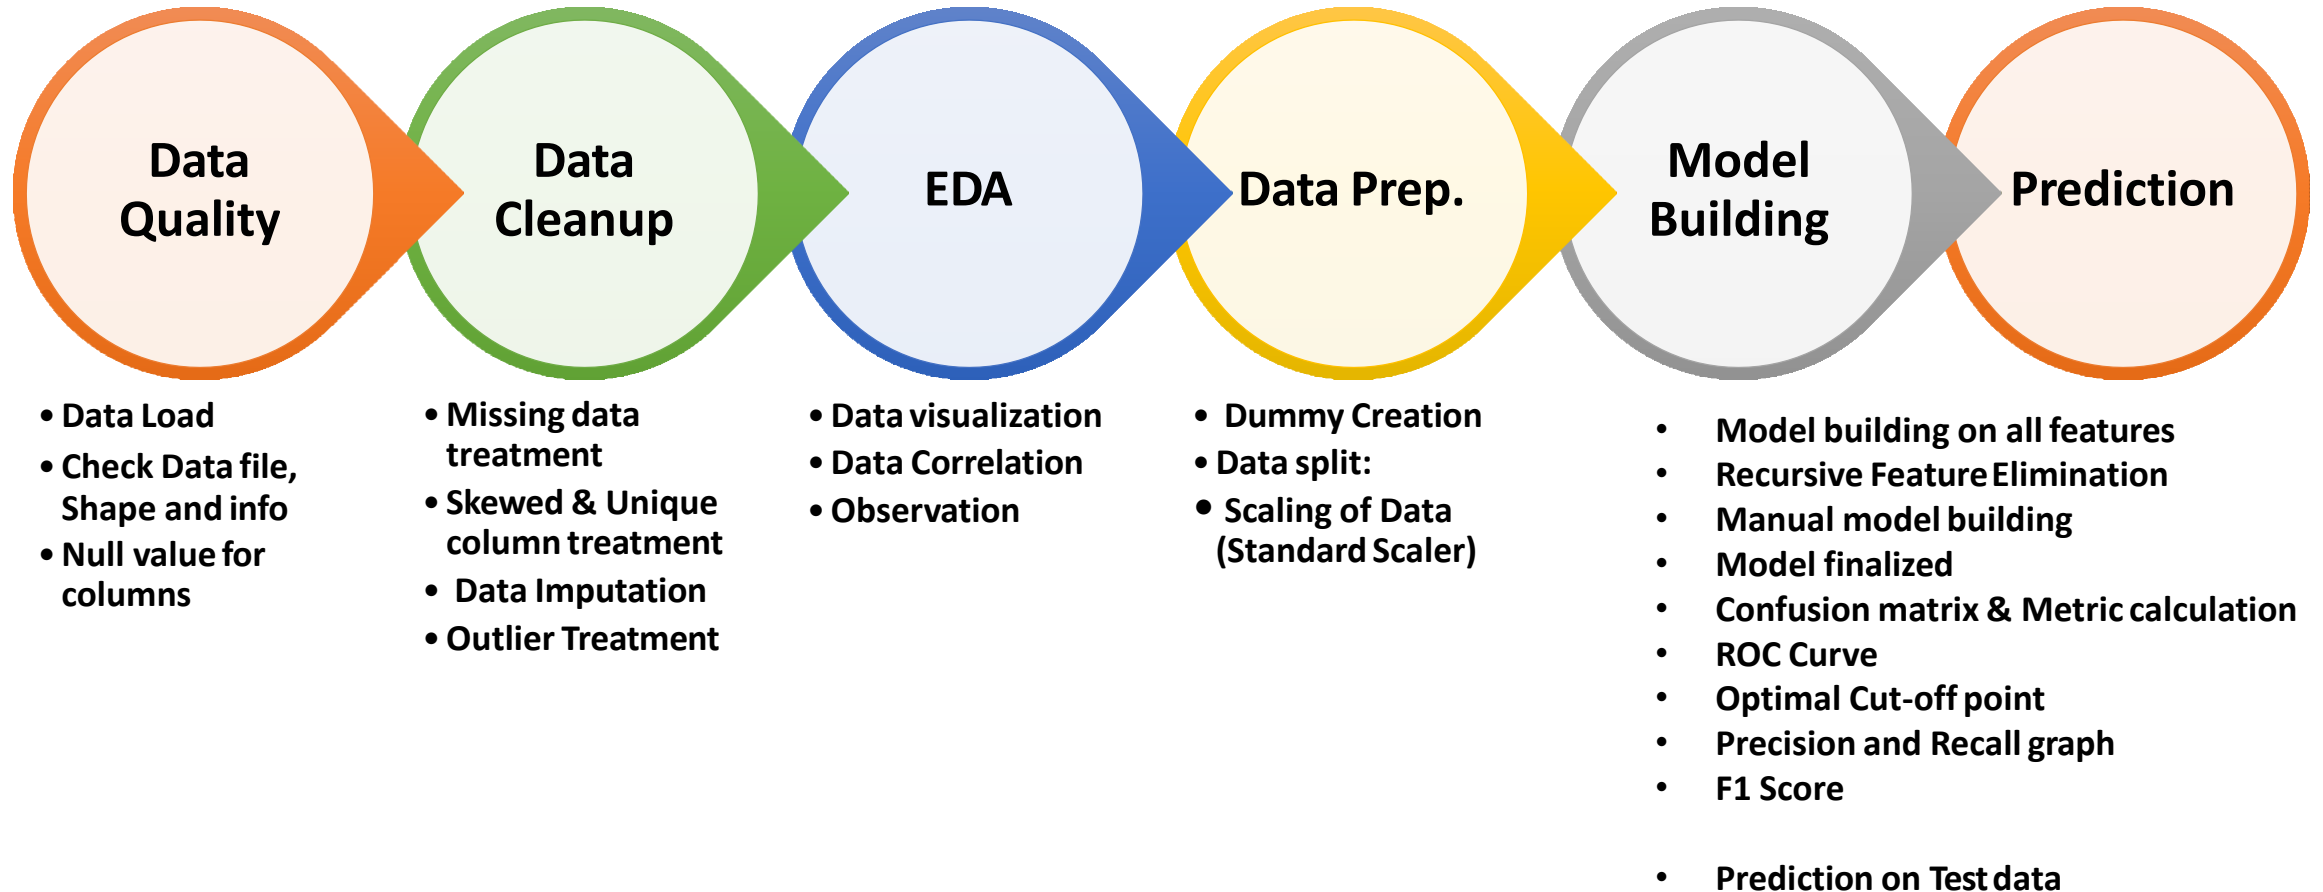 Data
Quality
Data
Cleanup
EDA
Data Prep.
Model
Building
Prediction
• Data Load
• Check Data file,
Shape and info
• Null value for
columns
• Missing data
treatment
• Skewed & Unique
column treatment
• Data Imputation
• Outlier Treatment
• Data visualization
• Data Correlation
• Observation
• Dummy Creation
• Data split:
• Scaling of Data
(Standard Scaler)
• Model building on all features
• Recursive Feature Elimination
• Manual model building
• Model finalized
• Confusion matrix & Metric calculation
• ROC Curve
• Optimal Cut-off point
• Precision and Recall graph
• F1 Score
• Prediction on Test data